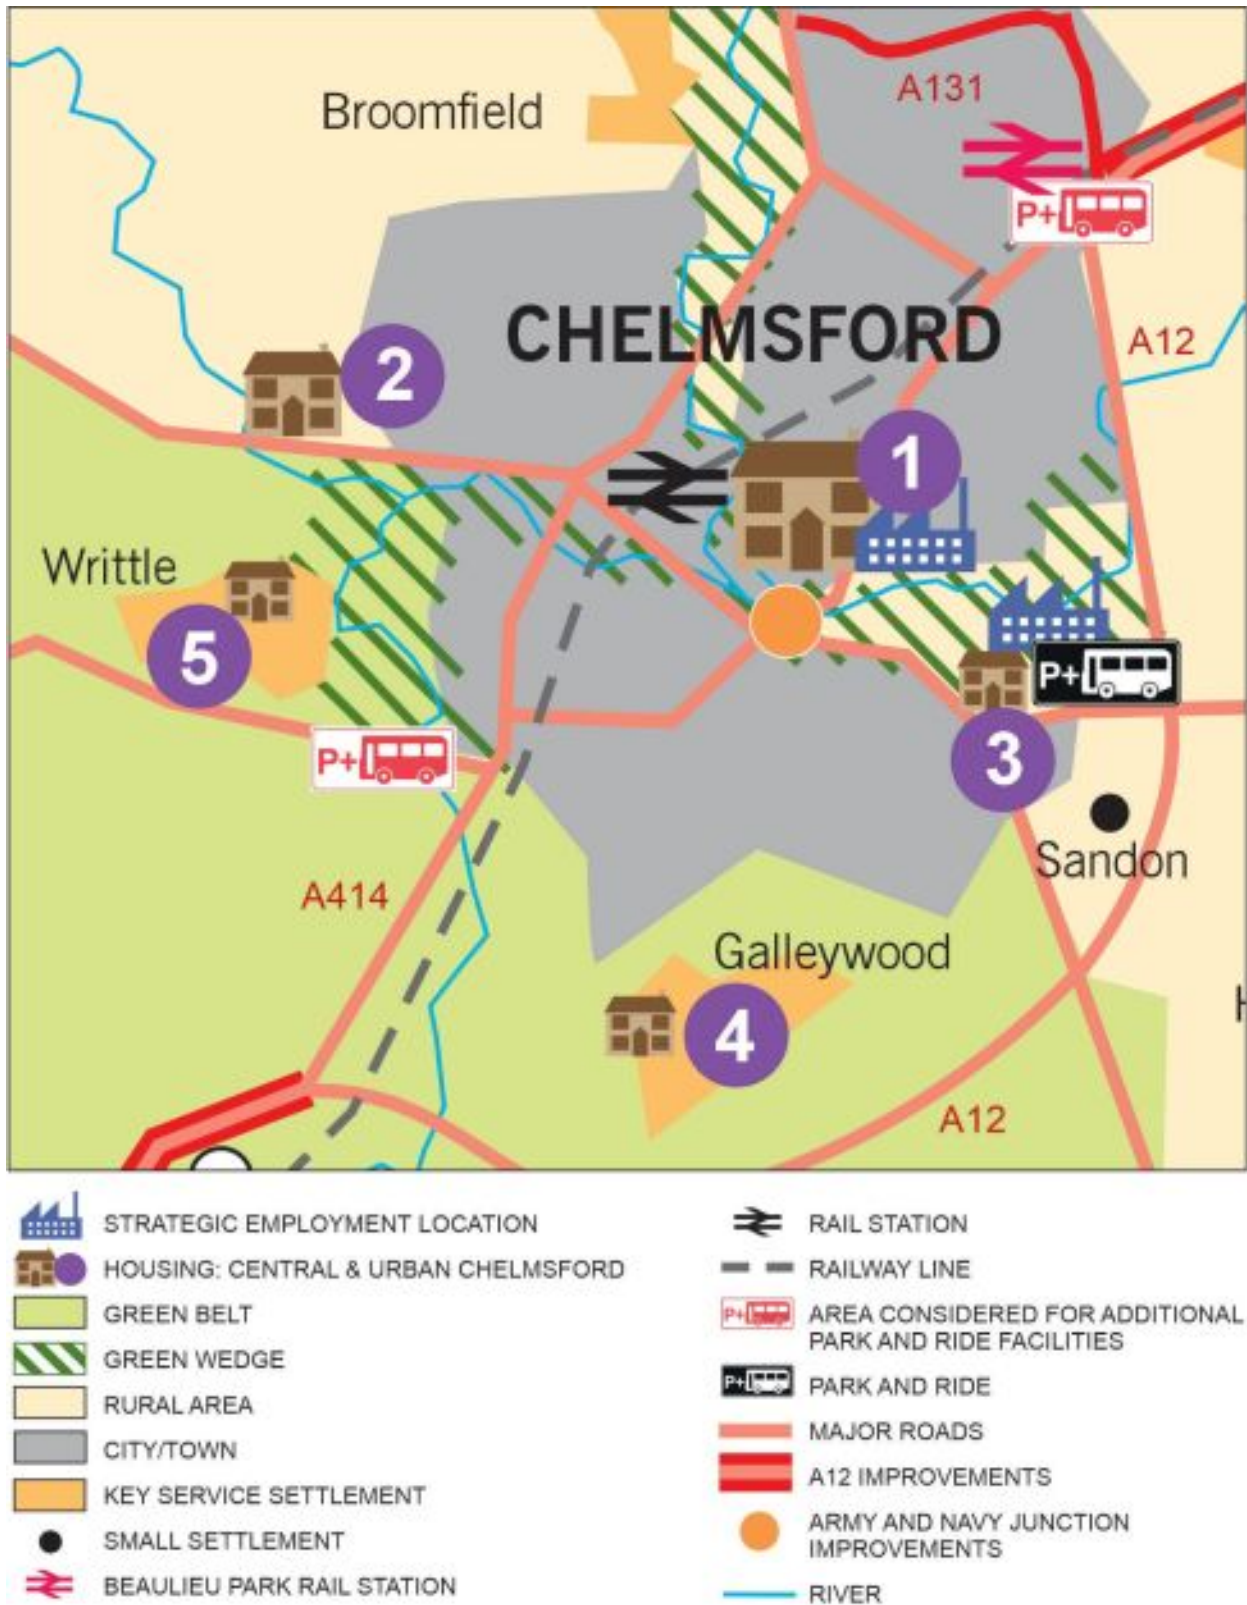 Broomfield
A131
P+
CHELMSFORD
A12
2
1
Writtle
5
P+
3
P+
Sandon
A414
Galleywood
4
A12
STRATEGIC EMPLOYMENT LOCATION
HOUSING: CENTRAL & URBAN CHELMSFORD
GREEN BELT
GREEN WEDGE
RURAL AREA
CITY/TOWN
KEY SERVICE SETTLEMENT
SMALL SETTLEMENT
BEAULIEU PARK RAIL STATION
RAIL STATION
RAILWAY LINE
P+
AREA CONSIDERED FOR ADDITIONAL
PARK AND RIDE FACILITIES
P+
PARK AND RIDE
MAJOR ROADS
A12 IMPROVEMENTS
ARMY AND NAVY JUNCTION
IMPROVEMENTS
RIVER